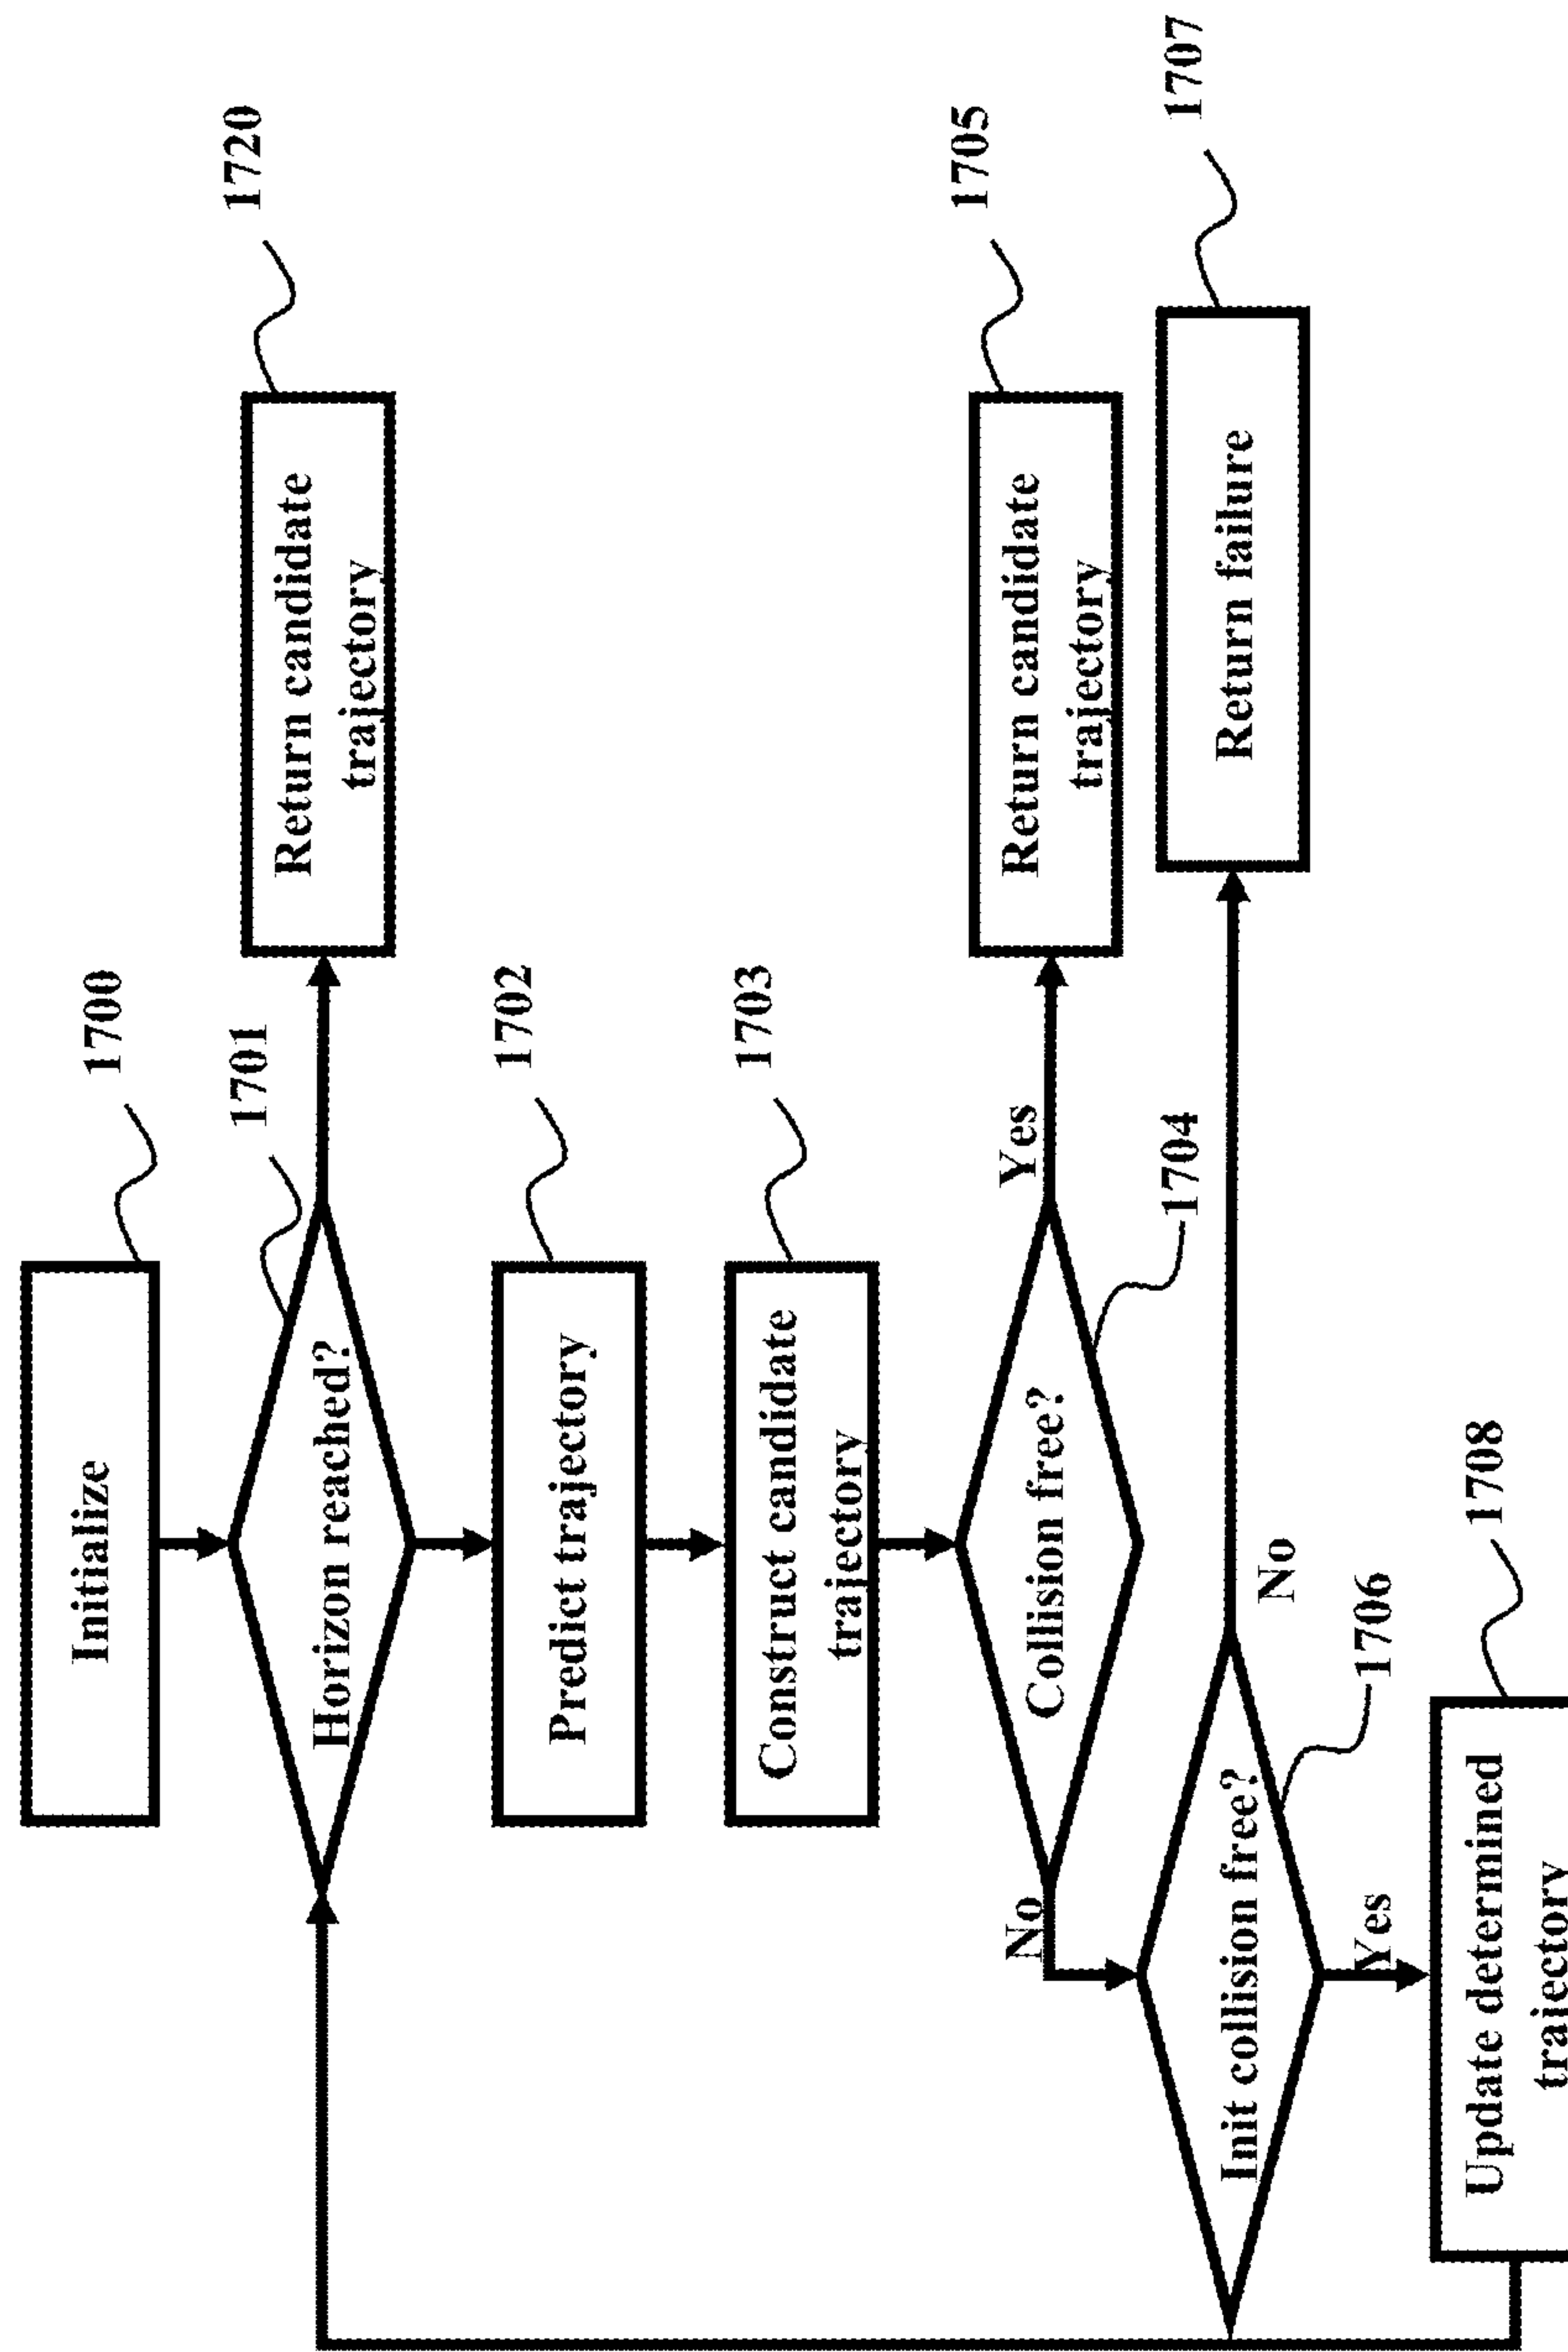 Initialize
1700
Horizon reached?
1701
Return candidate
trajectory
1720
Predict trajectory
1702
Construct candidate
trajectory
1703
Collision free?
Yes
Return candidate
trajectory
1705
1704
No
Init collision free?
No
Return failure
1707
1706
Yes
Update determined
trajectory
1708